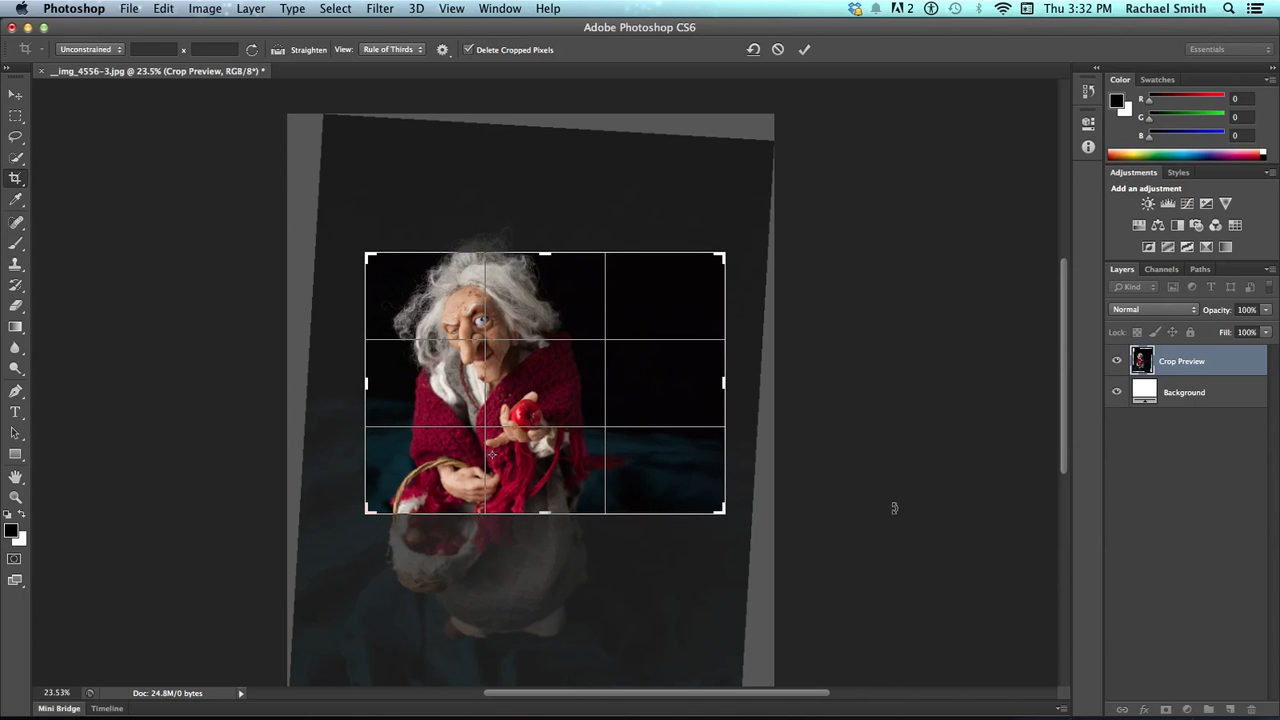 Photoshop File Edit Image Layer Type Select Filter 3D View Window Help 2 Thu 3:32 PM Rachael Smith
Adobe Photoshop CS6
Unconstrained x Straighten View: Rule of Thirds Delete Cropped Pixels Essentials
× __img_4556-3.jpg @ 23.5% (Crop Preview, RGB/8*) *
Color Swatches
R 0
G 0
B 0
Adjustments Styles
Add an adjustment
Layers Channels Paths
Kind
Normal Opacity: 100%
Lock: Fill: 100%
Crop Preview
Background
23.53% Doc: 24.8M/0 bytes
Mini Bridge Timeline